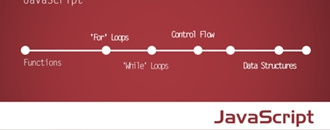 JavaScript
'For' Loops
Control Flow
Functions
'While' Loops
Data Structures
JavaScript